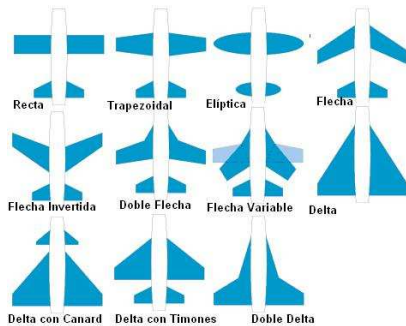 Recta Trapezoidal Elíptica Flecha
Flecha Invertida Doble Flecha Flecha Variable Delta
Delta con Canard Delta con Timones Doble Delta